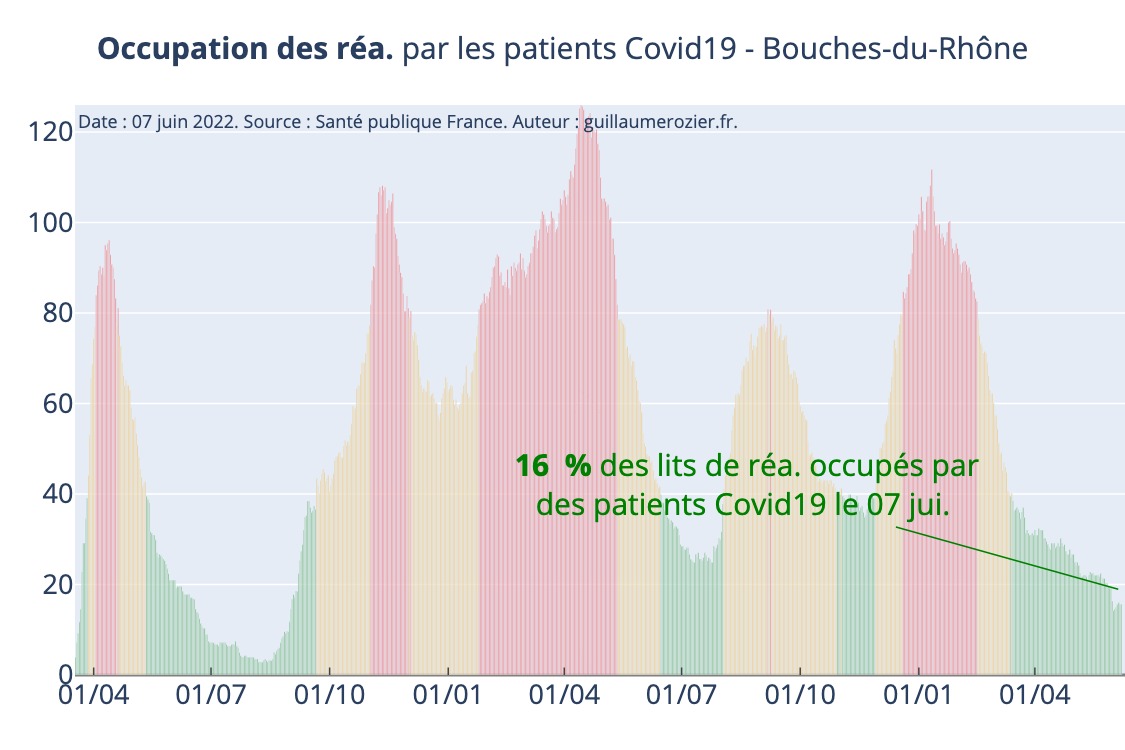 Occupation des réa. par les patients Covid19 - Bouches-du-Rhône
Date : 07 juin 2022. Source : Santé publique France. Auteur : guillaumerozier.fr.
120
100
80
60
40
20
0
16 % des lits de réa. occupés par
des patients Covid19 le 07 jui.
01/04 01/07 01/10 01/01 01/04 01/07 01/10 01/01 01/04